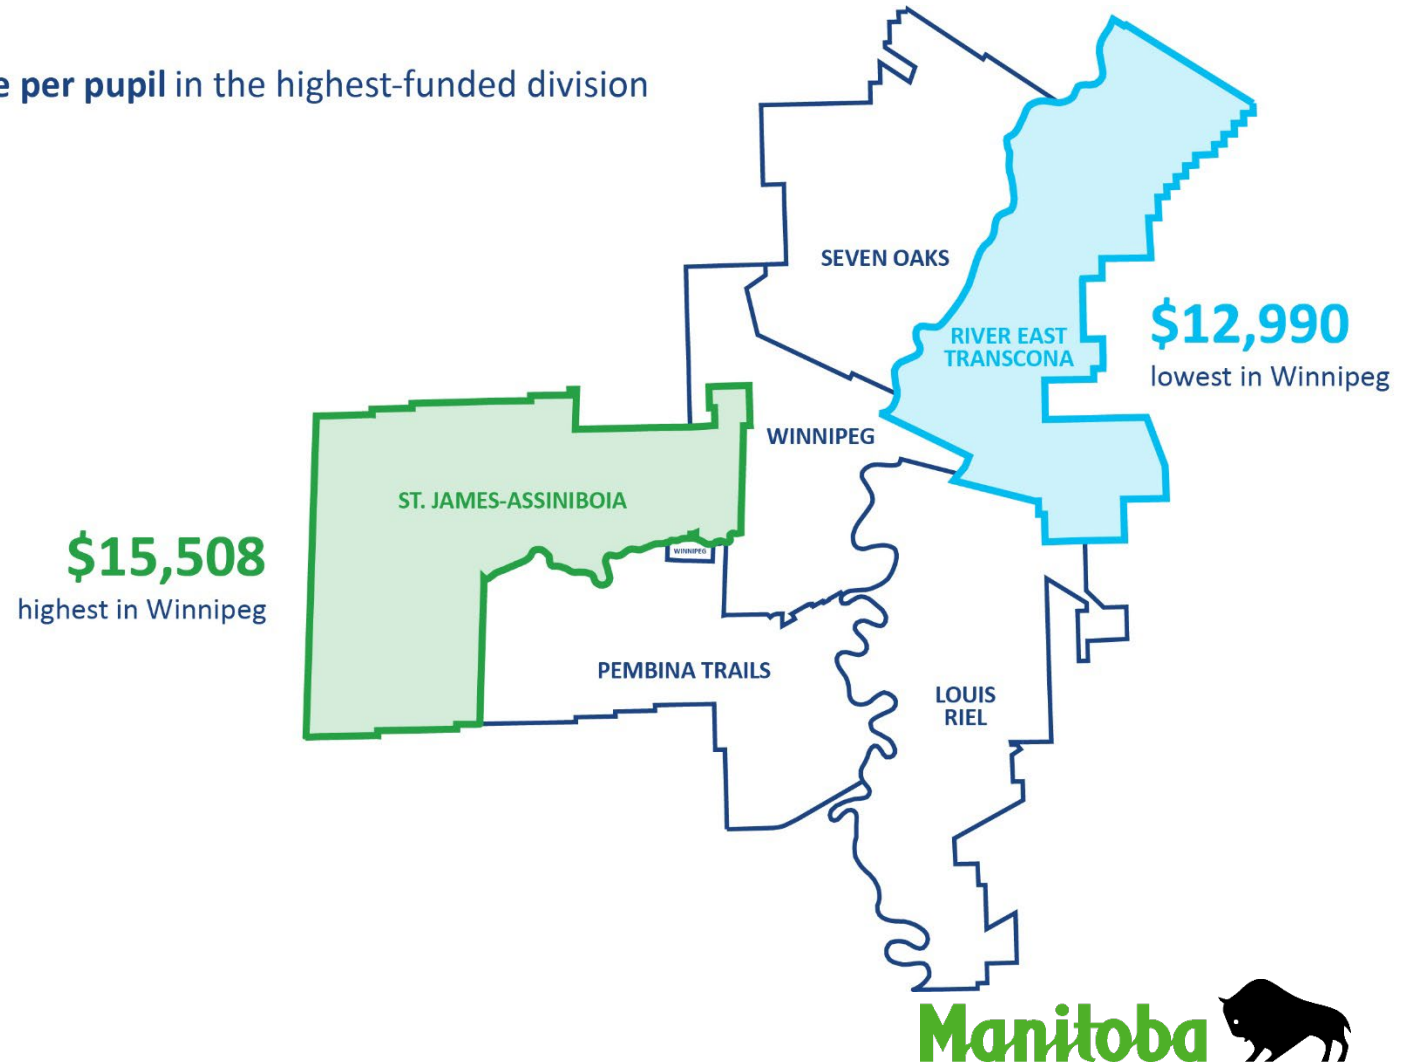 e per pupil in the highest-funded division
SEVEN OAKS
RIVER EAST
TRANSCONA
$12,990
lowest in Winnipeg
WINNIPEG
ST. JAMES-ASSINIBOIA
$15,508
highest in Winnipeg
WINNIPEG
PEMBINA TRAILS
LOUIS
RIEL
Manitoba